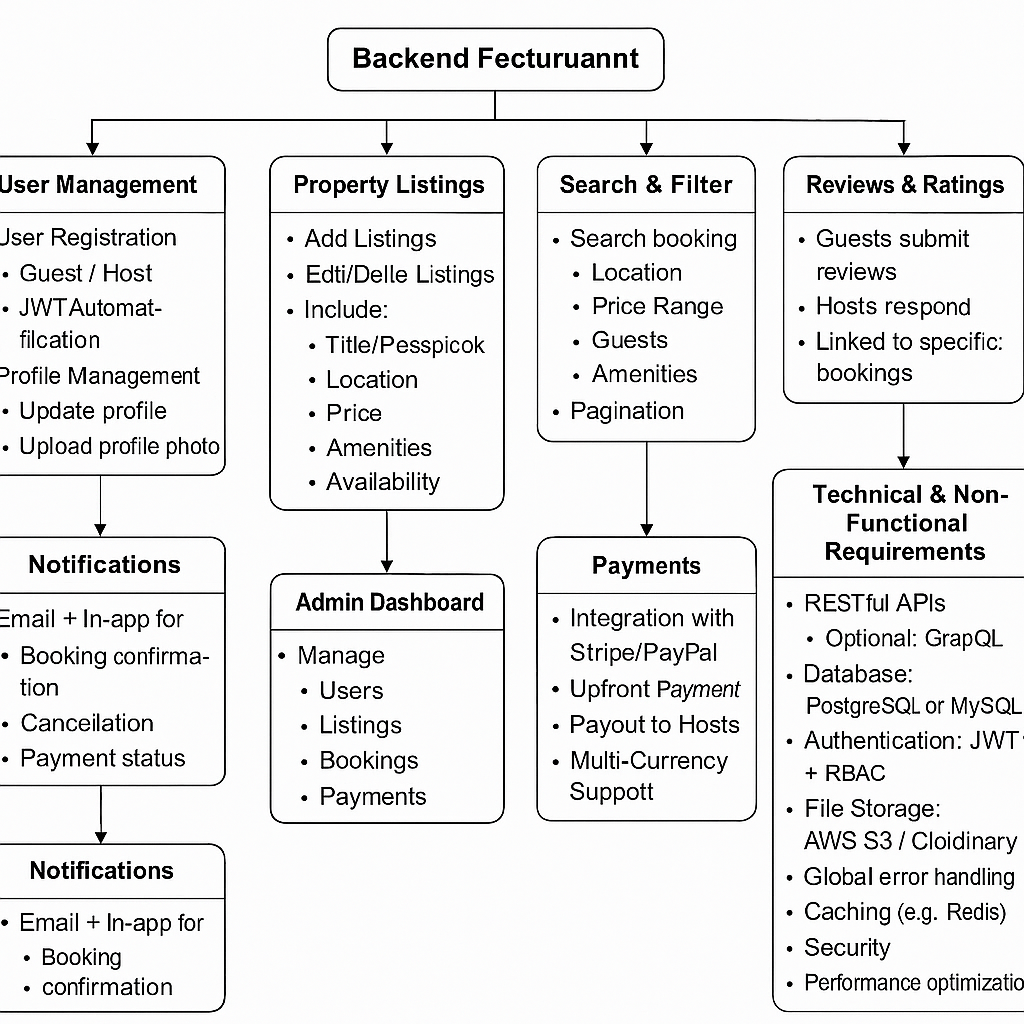 Backend Fecturuannt
User Management
User Registration
• Guest / Host
• JWT Automat-
filcation
Profile Management
• Update profile
• Upload profile photo
Property Listings
• Add Listings
• Edti/Delle Listings
• Include:
• Title/Pesspicok
• Location
• Price
• Amenities
• Availability
Search & Filter
• Search booking
• Location
• Price Range
• Guests
• Amenities
• Pagination
Reviews & Ratings
• Guests submit
reviews
• Hosts respond
• Linked to specific:
bookings
Notifications
Email + In-app for
• Booking confirma-
tion
• Canceilation
• Payment status
Admin Dashboard
• Manage
• Users
• Listings
• Bookings
• Payments
Payments
• Integration with
Stripe/PayPal
• Upfront Payment
• Payout to Hosts
• Multi-Currency
Suppott
Technical & Non-
Functional
Requirements
• RESTful APIs
• Optional: GrapQL
• Database:
PostgreSQL or MySQL
• Authentication: JWT
+ RBAC
• File Storage:
AWS S3 / Cloidinary
• Global error handling
• Caching (e.g. Redis)
• Security
• Performance optimizatio
Notifications
• Email + In-app for
• Booking
• confirmation